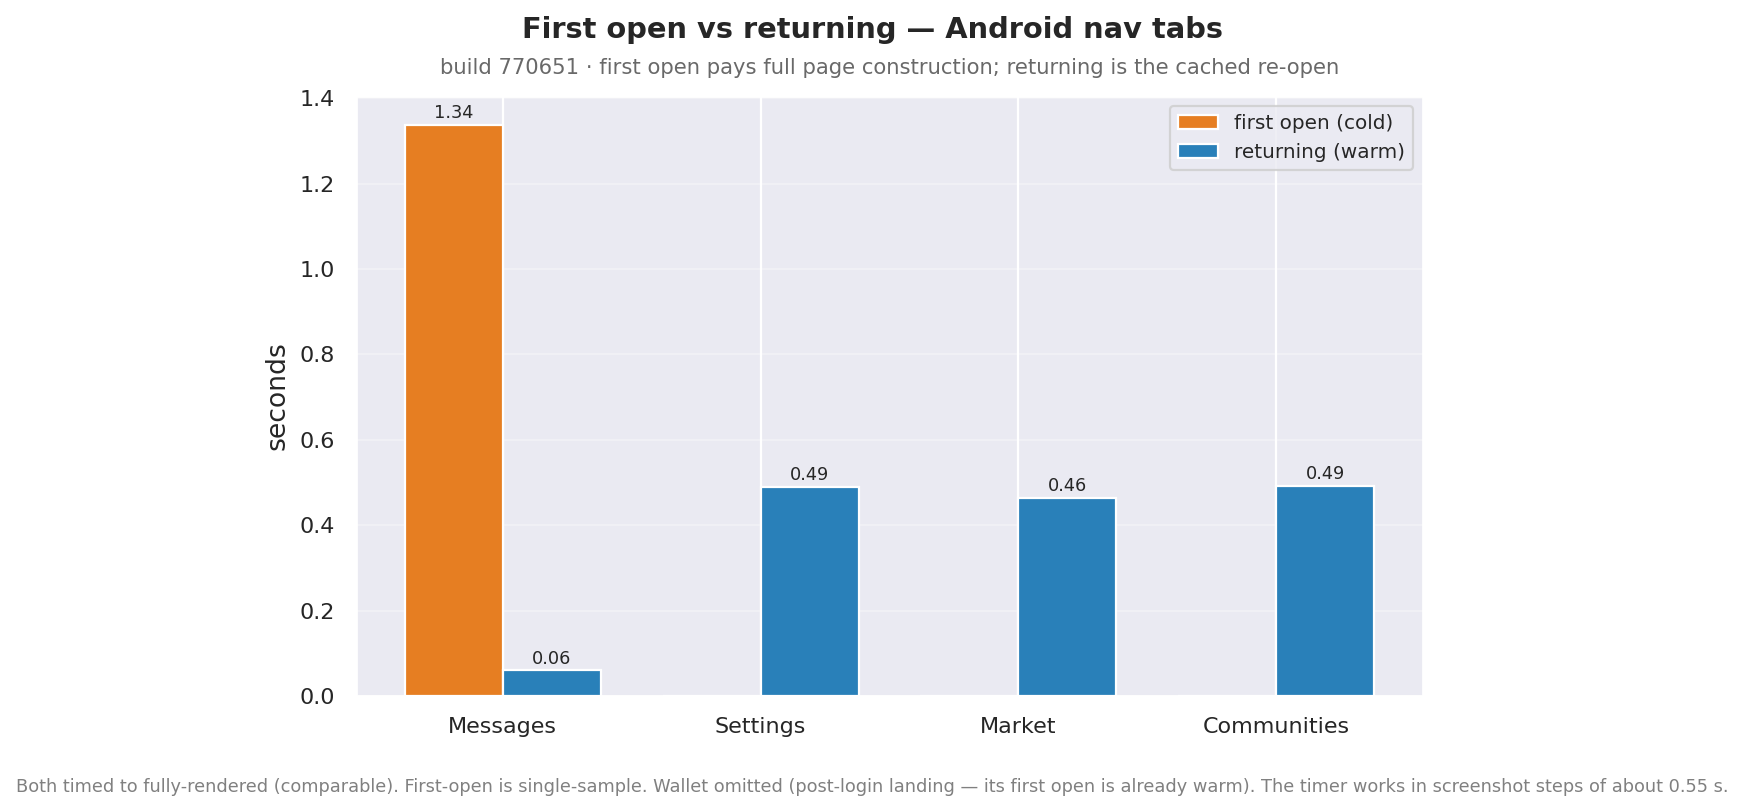 First open vs returning — Android nav tabs
build 770651 · first open pays full page construction; returning is the cached re-open
1.4
1.2
1.0
0.8
0.6
0.4
0.2
0.0
seconds
1.34
0.06
0.49
0.46
0.49
first open (cold)
returning (warm)
Messages
Settings
Market
Communities
Both timed to fully-rendered (comparable). First-open is single-sample. Wallet omitted (post-login landing — its first open is already warm). The timer works in screenshot steps of about 0.55 s.